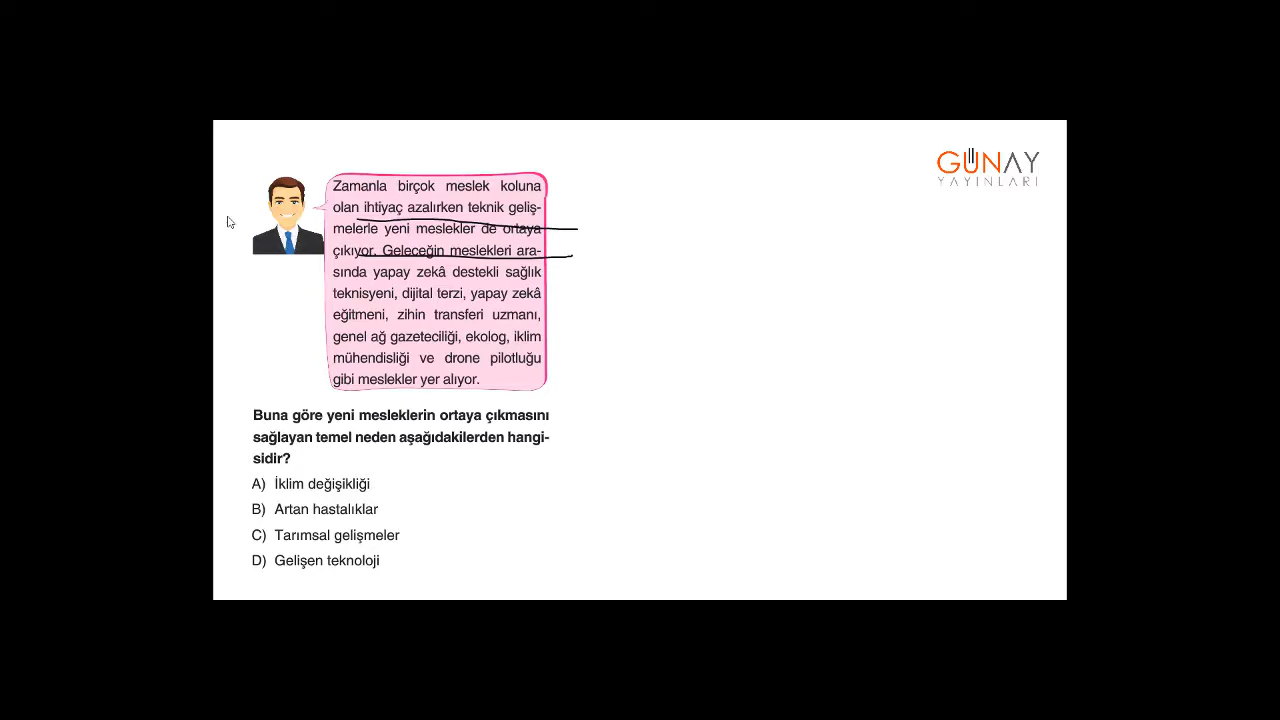 GÜNAY
YAYINLARI
Zamanla birçok meslek koluna
olan ihtiyaç azalırken teknik geliş-
melerle yeni meslekler de ortaya
çıkıyor. Geleceğin meslekleri ara-
sında yapay zekâ destekli sağlık
teknisyeni, dijital terzi, yapay zekâ
eğitmeni, zihin transferi uzmanı,
genel ağ gazeteciliği, ekolog, iklim
mühendisliği ve drone pilotluğu
gibi meslekler yer alıyor.
Buna göre yeni mesleklerin ortaya çıkmasını
sağlayan temel neden aşağıdakilerden hangi-
sidir?
A) İklim değişikliği
B) Artan hastalıklar
C) Tarımsal gelişmeler
D) Gelişen teknoloji